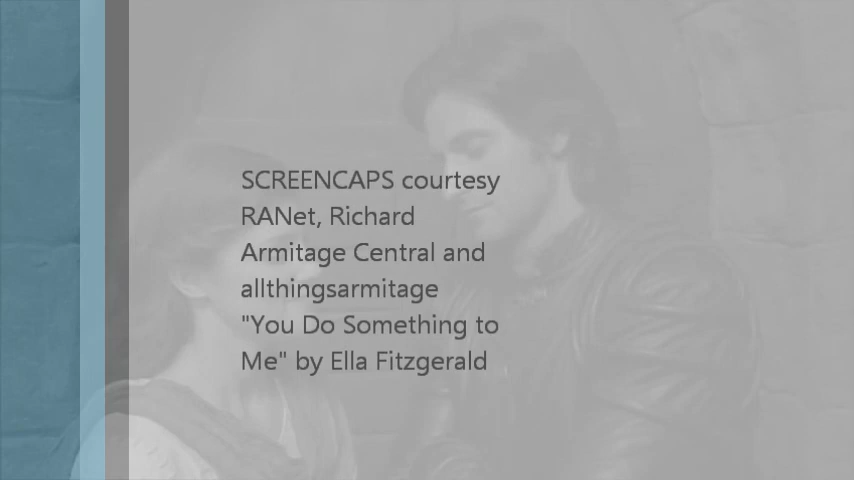 SCREENCAPS courtesy
RANet, Richard
Armitage Central and
allthingsarmitage
"You Do Something to
Me" by Ella Fitzgerald